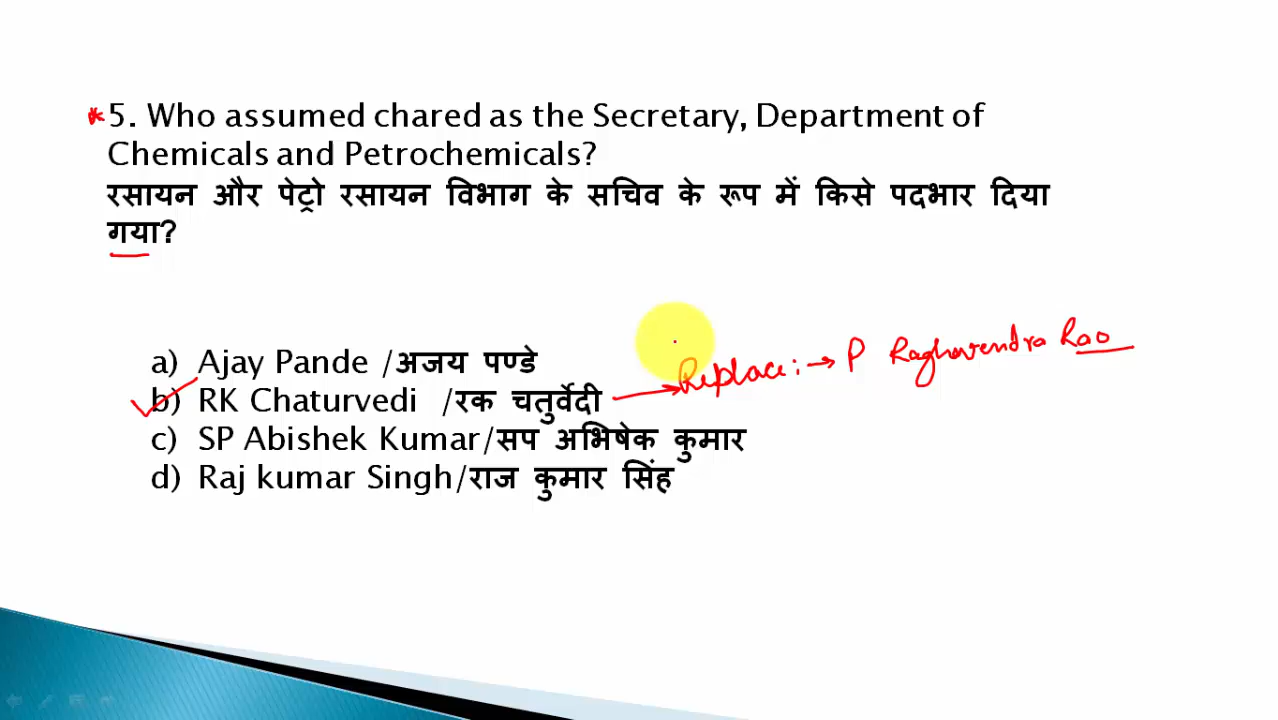 * 5. Who assumed chared as the Secretary, Department of
Chemicals and Petrochemicals?
रसायन और पेट्रो रसायन विभाग के सचिव के रूप में किसे पदभार दिया
गया?
a) Ajay Pande /अजय पण्डे
b) RK Chaturvedi /रक चतुर्वेदी → Replace: → P Raghavendra Rao
c) SP Abishek Kumar/सप अभिषेक कुमार
d) Raj kumar Singh/राज कुमार सिंह